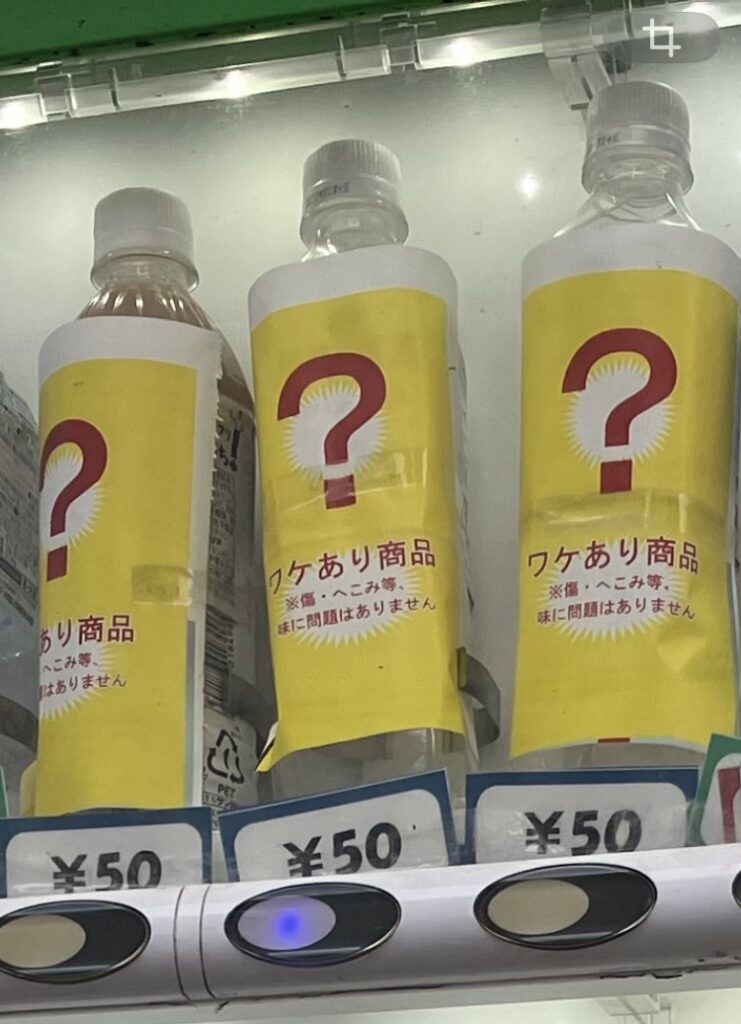 ?
あり商品
へこみ等、
はありません
PET
¥50
?
ワケあり商品
※傷・へこみ等、
味に問題はありません
¥50
?
ワケあり商品
※傷・へこみ等。
味に問題はありません
¥50